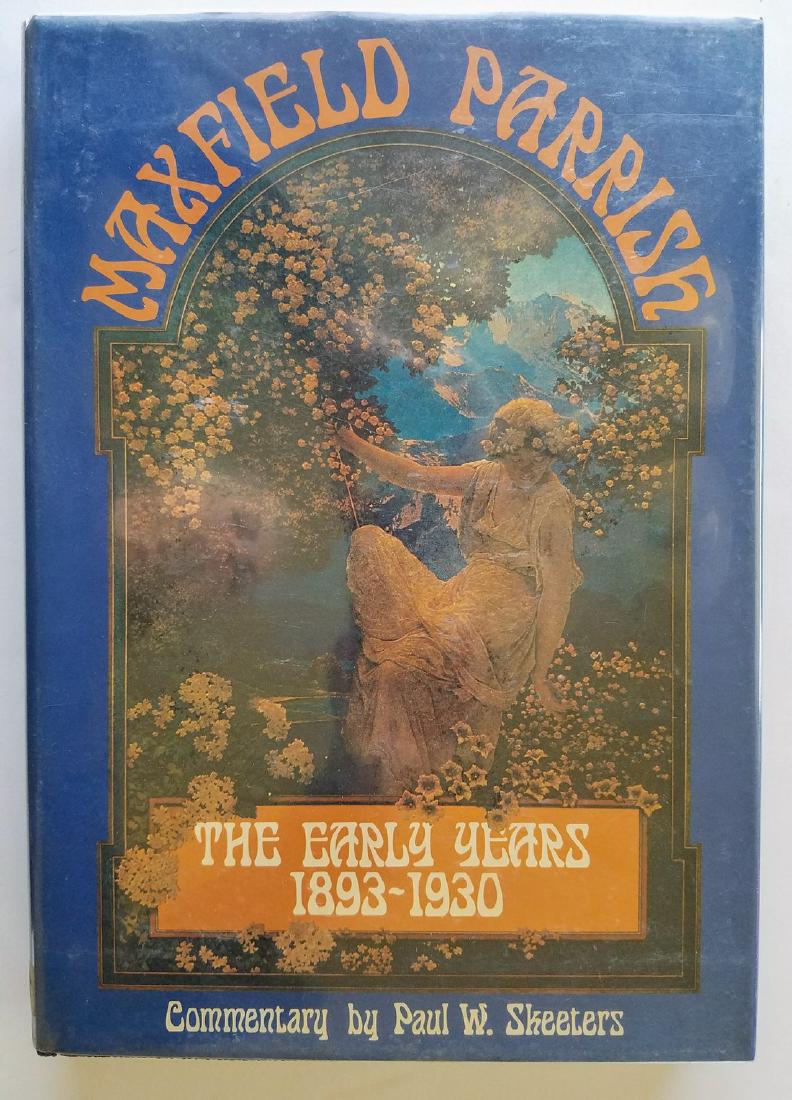 MAXFIELD PARRISH
THE EARLY YEARS
1893-1930
Commentary by Paul W. Skeeters